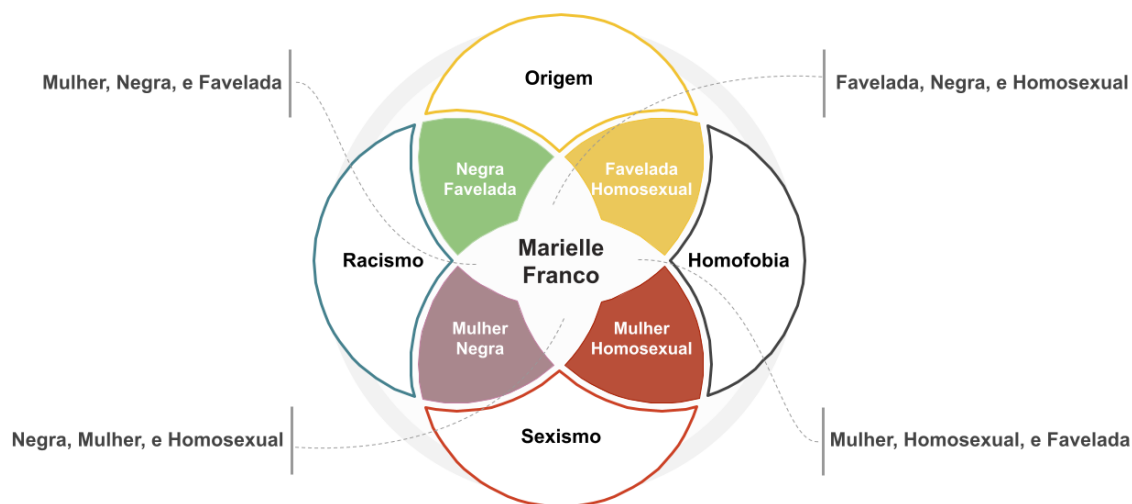 Origem
Mulher, Negra, e Favelada
Favelada, Negra, e Homosexual
Negra
Favelada
Favelada
Homosexual
Racismo
Marielle
Franco
Homofobia
Mulher
Negra
Mulher
Homosexual
Sexismo
Negra, Mulher, e Homosexual
Mulher, Homosexual, e Favelada